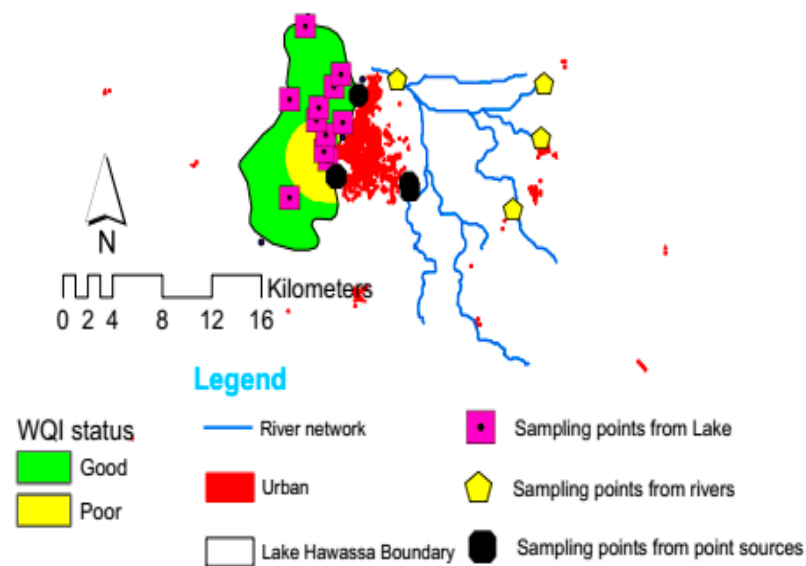 N
Kilometers
0 2 4 8 12 16
Legend
WQI status
Good
Poor
River network
Urban
Lake Hawassa Boundary
Sampling points from Lake
Sampling points from rivers
Sampling points from point sources